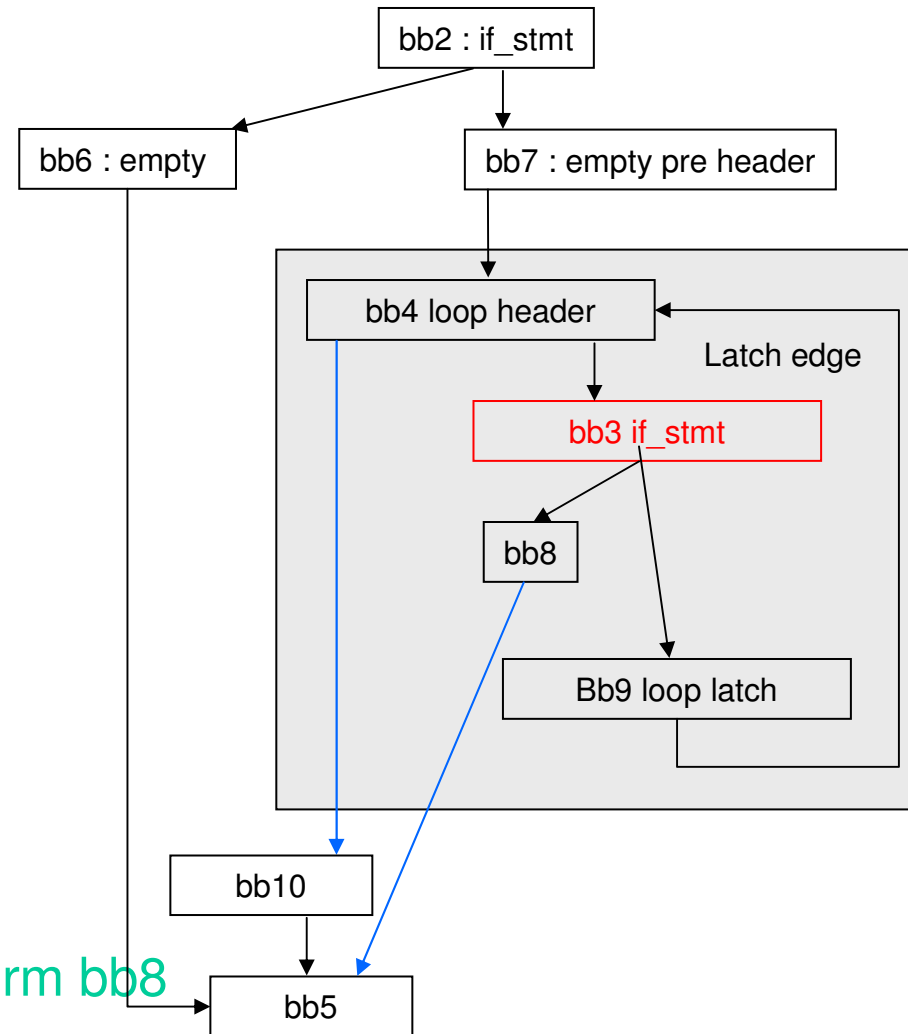 bb2 : if_stmt
bb6 : empty
bb7 : empty pre header
bb4 loop header
Latch edge
bb3 if_stmt
bb8
Bb9 loop latch
bb10
rm bb8
bb5